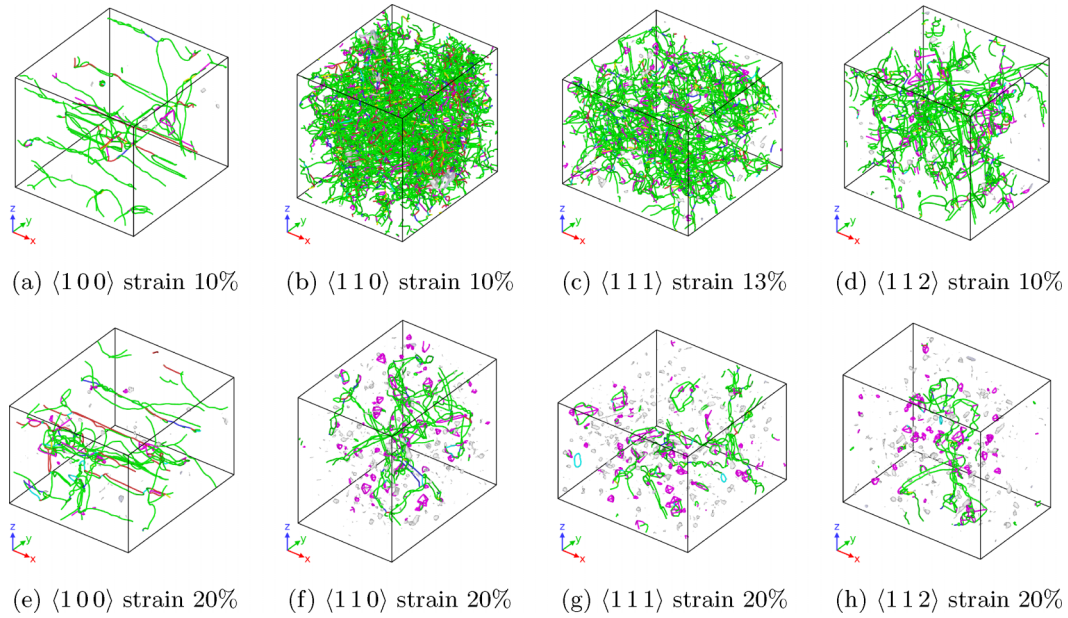 z y x
z y x
z y x
z y x
(a) ⟨1 0 0⟩ strain 10%
(b) ⟨1 1 0⟩ strain 10%
(c) ⟨1 1 1⟩ strain 13%
(d) ⟨1 1 2⟩ strain 10%
z y x
z y x
z y x
z y x
(e) ⟨1 0 0⟩ strain 20%
(f) ⟨1 1 0⟩ strain 20%
(g) ⟨1 1 1⟩ strain 20%
(h) ⟨1 1 2⟩ strain 20%